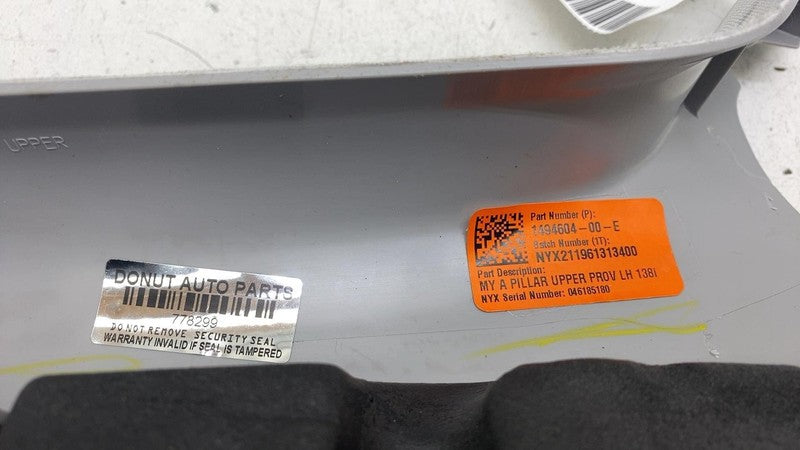 UPPER
DONUT AUTO PARTS
778299
DO NOT REMOVE SECURITY SEAL
WARRANTY INVALID IF SEAL IS TAMPERED
Part Number (P):
1494604-00-E
Batch Number (1T):
NYX211961313400
Part Description:
MY A PILLAR UPPER PROV LH 138i
NYX Serial Number: 046185180